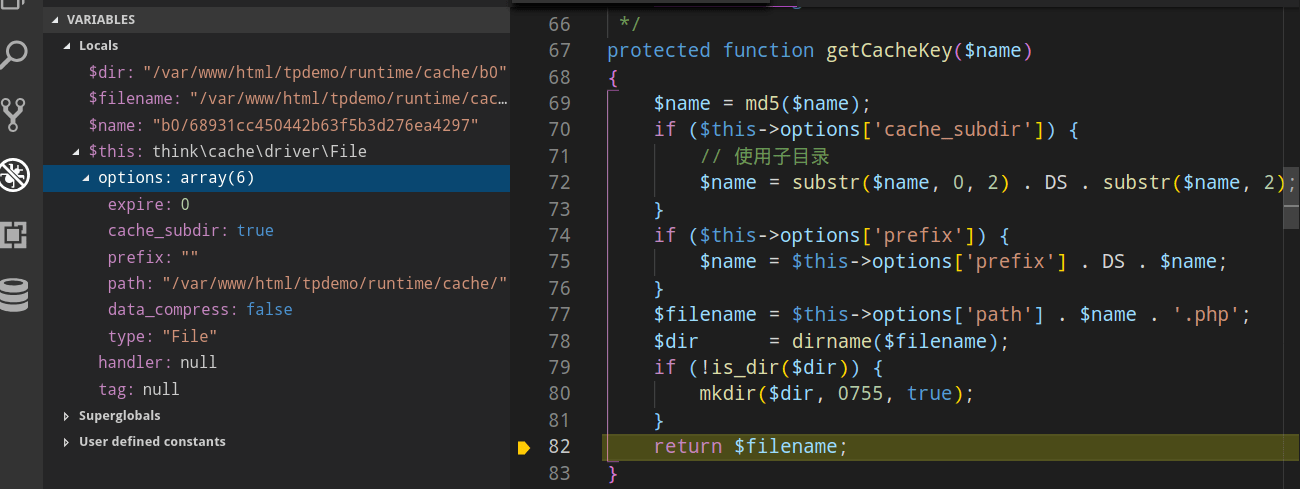 VARIABLES
Locals
$dir: "/var/www/html/tpdemo/runtime/cache/b0"
$filename: "/var/www/html/tpdemo/runtime/cac...
$name: "b0/68931cc450442b63f5b3d276ea4297"
$this: think\cache\driver\File
options: array(6)
expire: 0
cache_subdir: true
prefix: ""
path: "/var/www/html/tpdemo/runtime/cache/"
data_compress: false
type: "File"
handler: null
tag: null
Superglobals
User defined constants
66 */
67 protected function getCacheKey($name)
68 {
69 $name = md5($name);
70 if ($this->options['cache_subdir']) {
71 // 使用子目录
72 $name = substr($name, 0, 2) . DS . substr($name, 2);
73 }
74 if ($this->options['prefix']) {
75 $name = $this->options['prefix'] . DS . $name;
76 }
77 $filename = $this->options['path'] . $name . '.php';
78 $dir      = dirname($filename);
79 if (!is_dir($dir)) {
80 mkdir($dir, 0755, true);
81 }
82 return $filename;
83 }